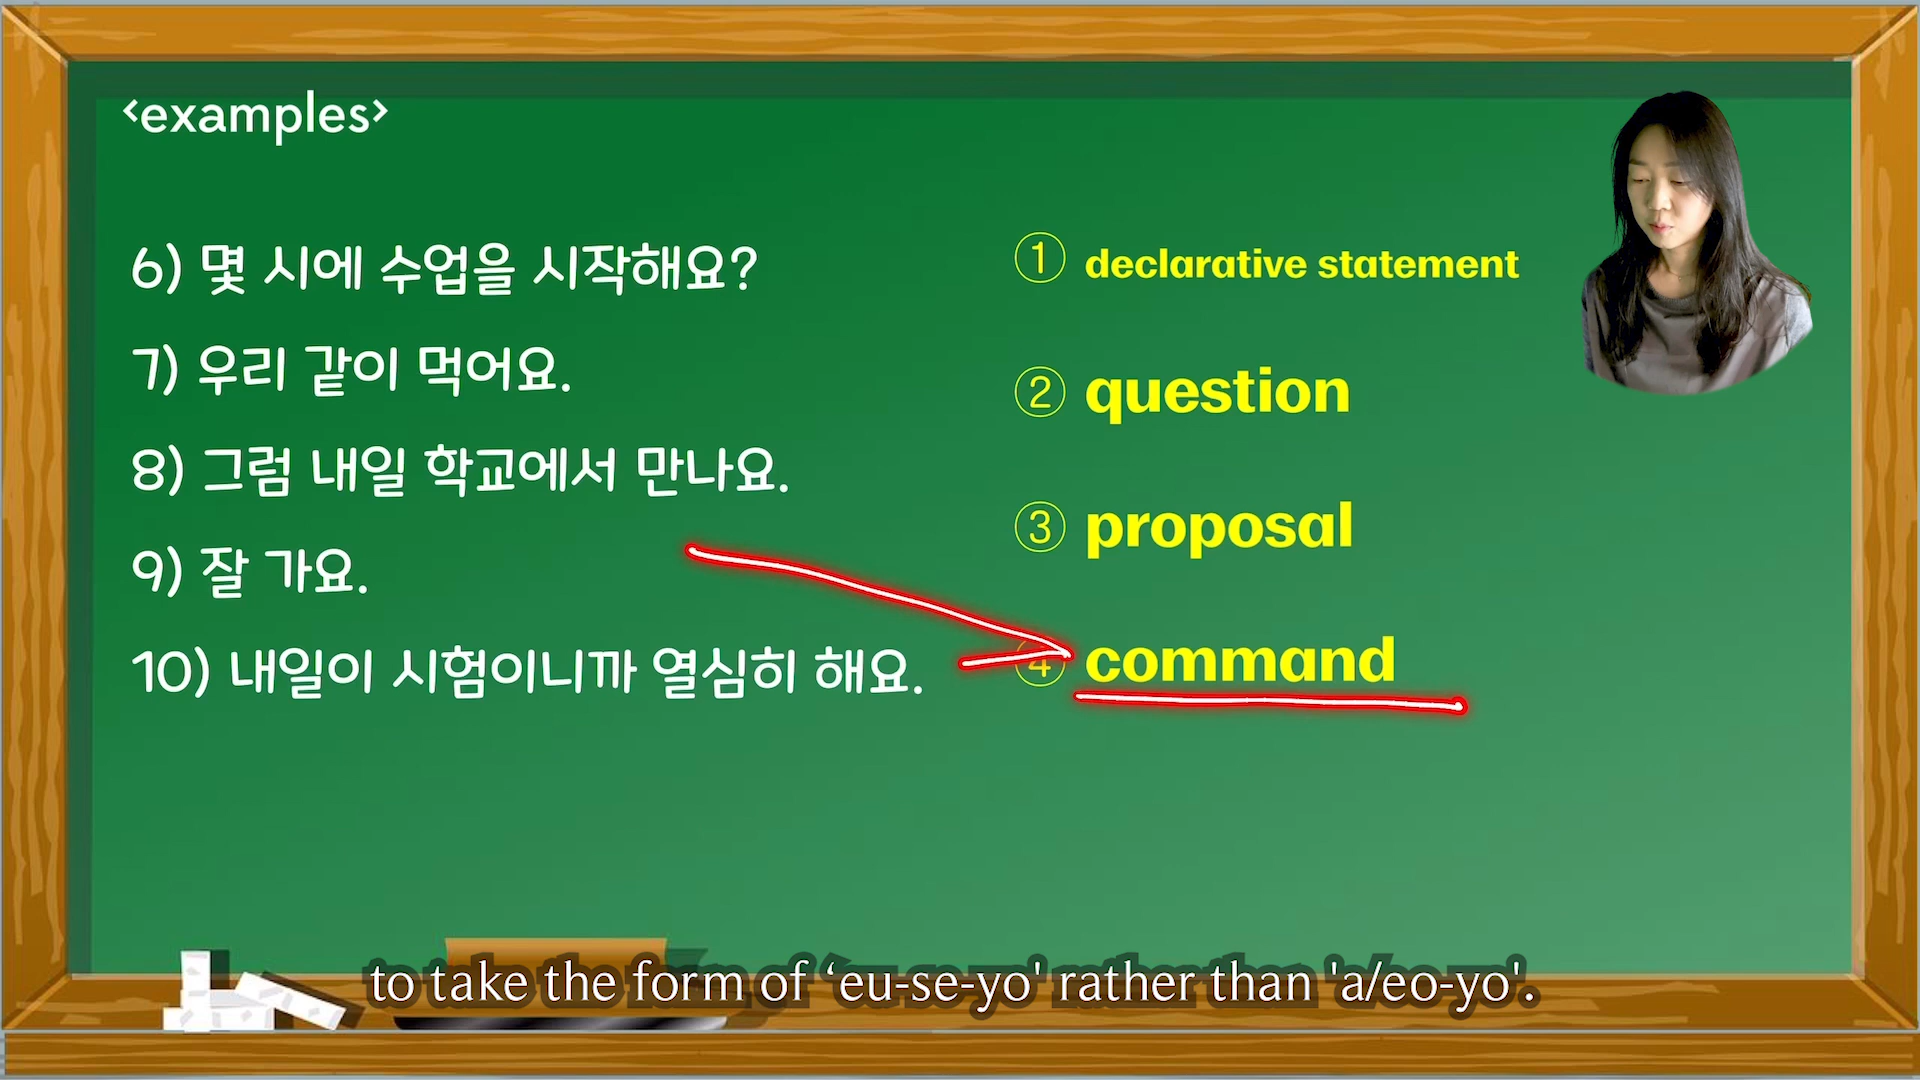 <examples>
6) 몇 시에 수업을 시작해요?
7) 우리 같이 먹어요.
8) 그럼 내일 학교에서 만나요.
9) 잘 가요.
10) 내일이 시험이니까 열심히 해요.
① declarative statement
② question
③ proposal
④ command
to take the form of ‘eu-se-yo' rather than 'a/eo-yo'.